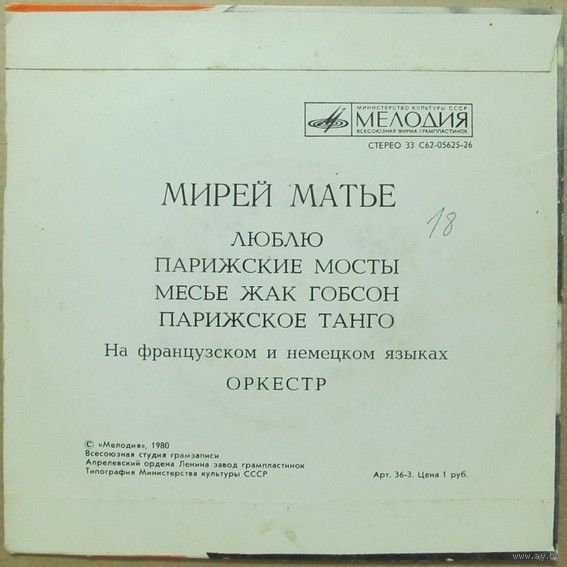 МИНИСТЕРСТВО КУЛЬТУРЫ СССР
МЕЛОДИЯ
ВСЕСОЮЗНАЯ ФИРМА ГРАМПЛАСТИНОК
СТЕРЕО 33 С62-05625-26
МИРЕЙ МАТЬЕ
18
ЛЮБЛЮ
ПАРИЖСКИЕ МОСТЫ
МЕСЬЕ ЖАК ГОБСОН
ПАРИЖСКОЕ ТАНГО
На французском и немецком языках
ОРКЕСТР
© «Мелодия», 1980
Всесоюзная студия грамзаписи
Апрелевский ордена Ленина завод грампластинок
Типография Министерства культуры СССР
Арт. 36-3. Цена 1 руб.